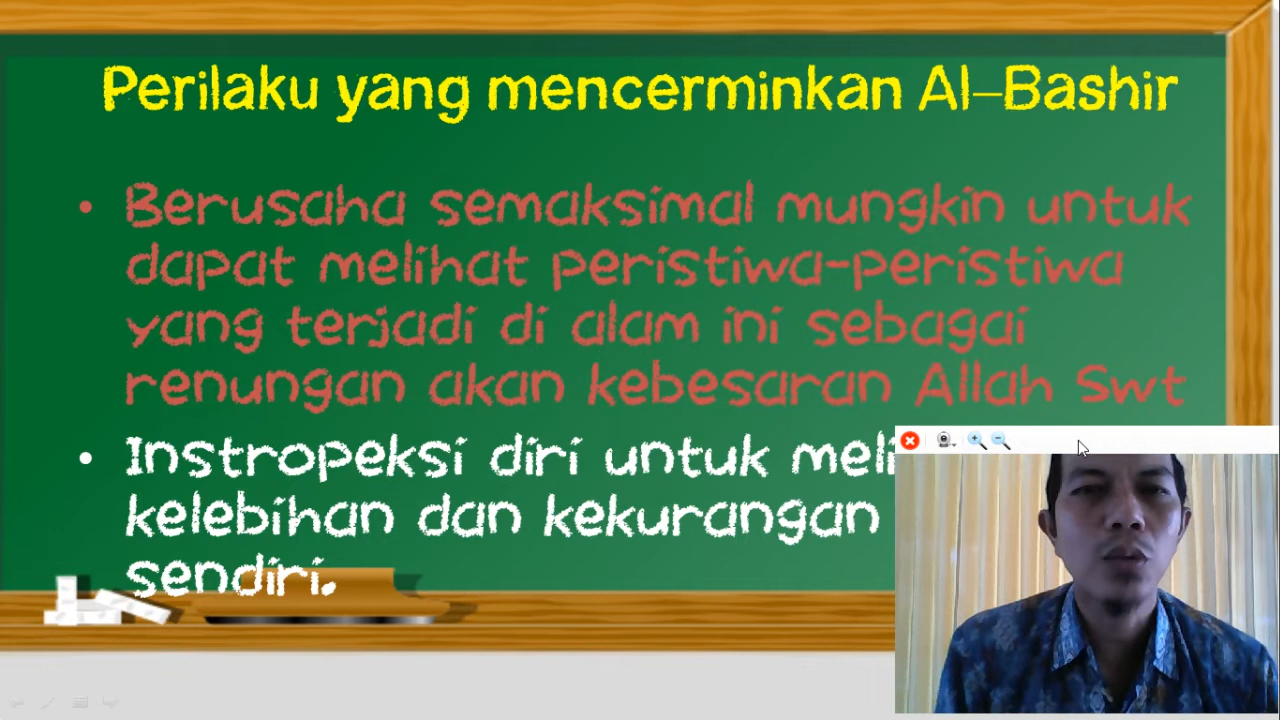 Perilaku yang mencerminkan Al-Bashir
• Berusaha semaksimal mungkin untuk
dapat melihat peristiwa-peristiwa
yang terjadi di alam ini sebagai
renungan akan kebesaran Allah Swt
• Instropeksi diri untuk
kelebihan dan kekurangan
sendiri.